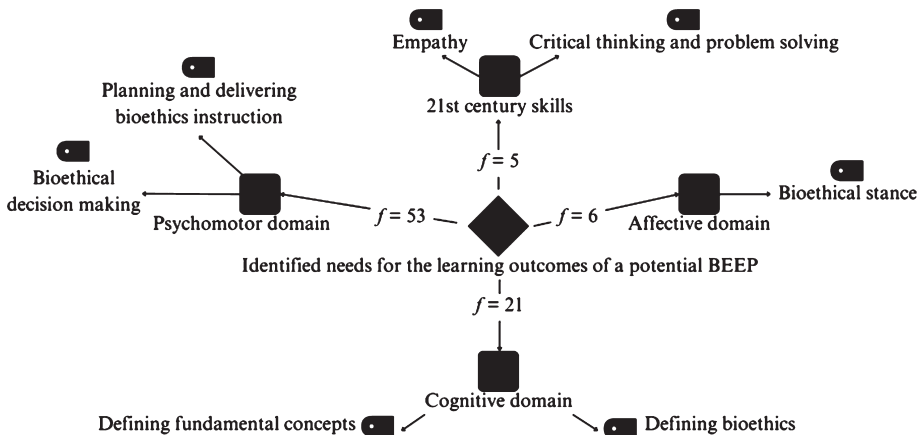 Empathy
Critical thinking and problem solving
21st century skills
Planning and delivering
bioethics instruction
f = 5
Bioethical
decision making
Bioethical stance
Psychomotor domain
f = 53
f = 6
Affective domain
Identified needs for the learning outcomes of a potential BEEP
f = 21
Cognitive domain
Defining fundamental concepts
Defining bioethics